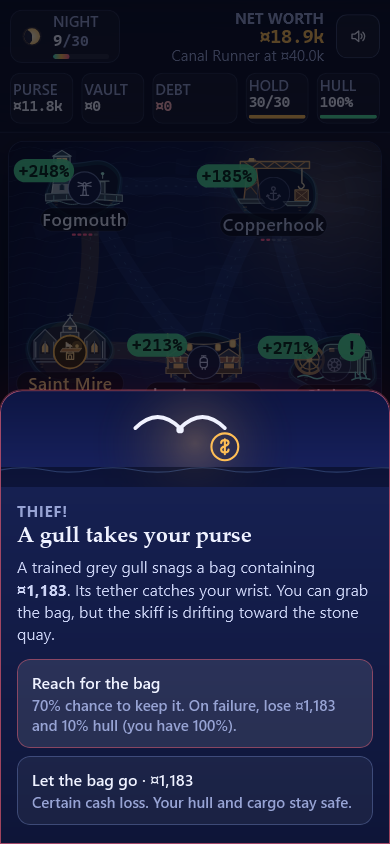 NIGHT
9/30
NET WORTH
¤18.9k
Canal Runner at ¤40.0k
PURSE
¤11.8k
VAULT
¤0
DEBT
¤0
HOLD
30/30
HULL
100%
+248%
+185%
Fogmouth
Copperhook
+213%
+271%
!
Saint Mire
THIEF!
A gull takes your purse
A trained grey gull snags a bag containing
¤1,183. Its tether catches your wrist. You can grab
the bag, but the skiff is drifting toward the stone
quay.
Reach for the bag
70% chance to keep it. On failure, lose ¤1,183
and 10% hull (you have 100%).
Let the bag go · ¤1,183
Certain cash loss. Your hull and cargo stay safe.